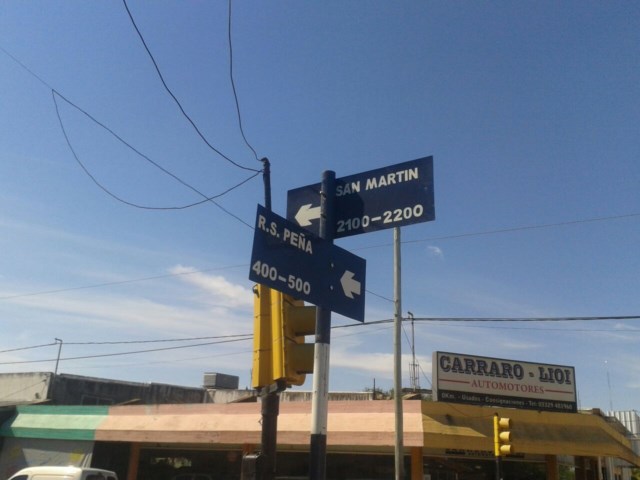 SAN MARTIN
2100-2200
R.S. PEÑA
400-500
CARRARO - LIOI
AUTOMOTORES